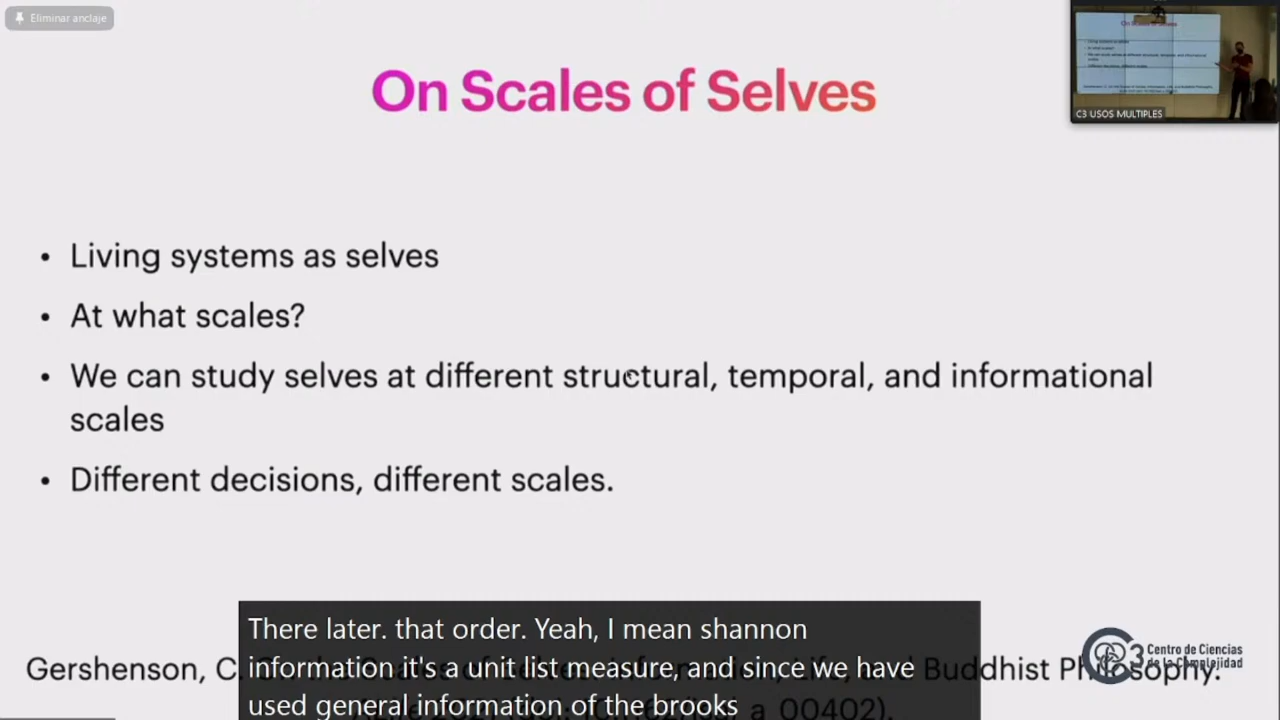 Eliminar anclaje
On Scales of Selves
C3 USOS MULTIPLES
• Living systems as selves
• At what scales?
• We can study selves at different structural, temporal, and informational
scales
• Different decisions, different scales.
There later. that order. Yeah, I mean shannon
information it's a unit list measure, and since we have
used general information of the brooks
Gershenson, C. Buddhist Philosophy.
a_00402).
C3 Centro de Ciencias
de la Complejidad